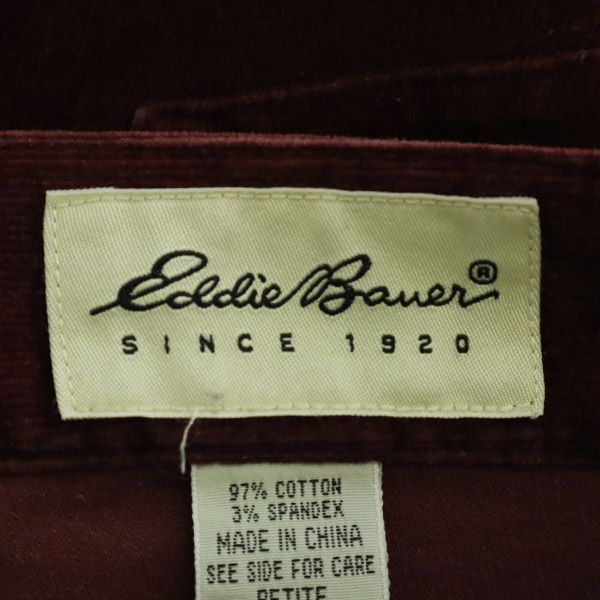 Eddie Bauer®
SINCE 1920
97% COTTON
3% SPANDEX
MADE IN CHINA
SEE SIDE FOR CARE
PETITE